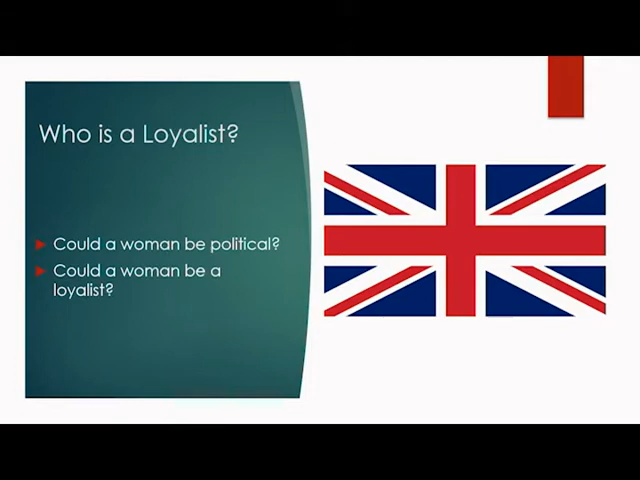 Who is a Loyalist?
Could a woman be political?
Could a woman be a
loyalist?